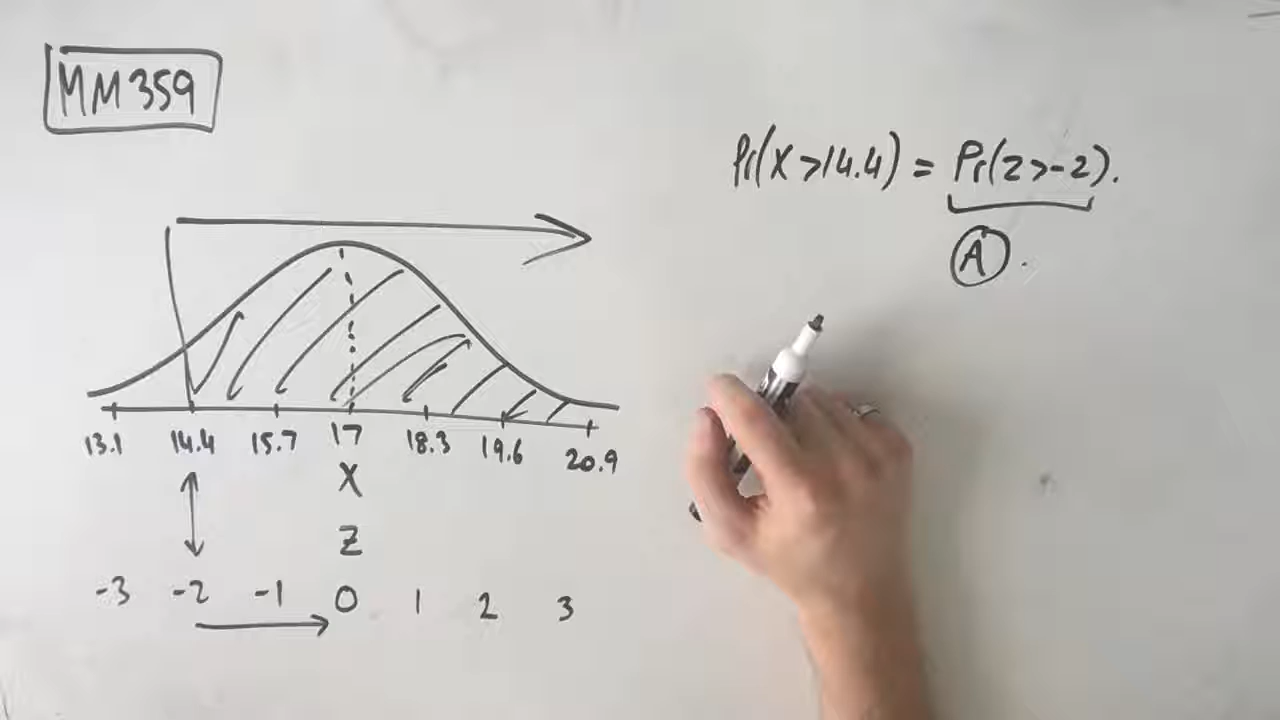 MM359
Pr(X>14.4) = Pr(Z>-2).
A.
13.1 14.4 15.7 17 18.3 19.6 20.9
X
Z
-3 -2 -1 0 1 2 3